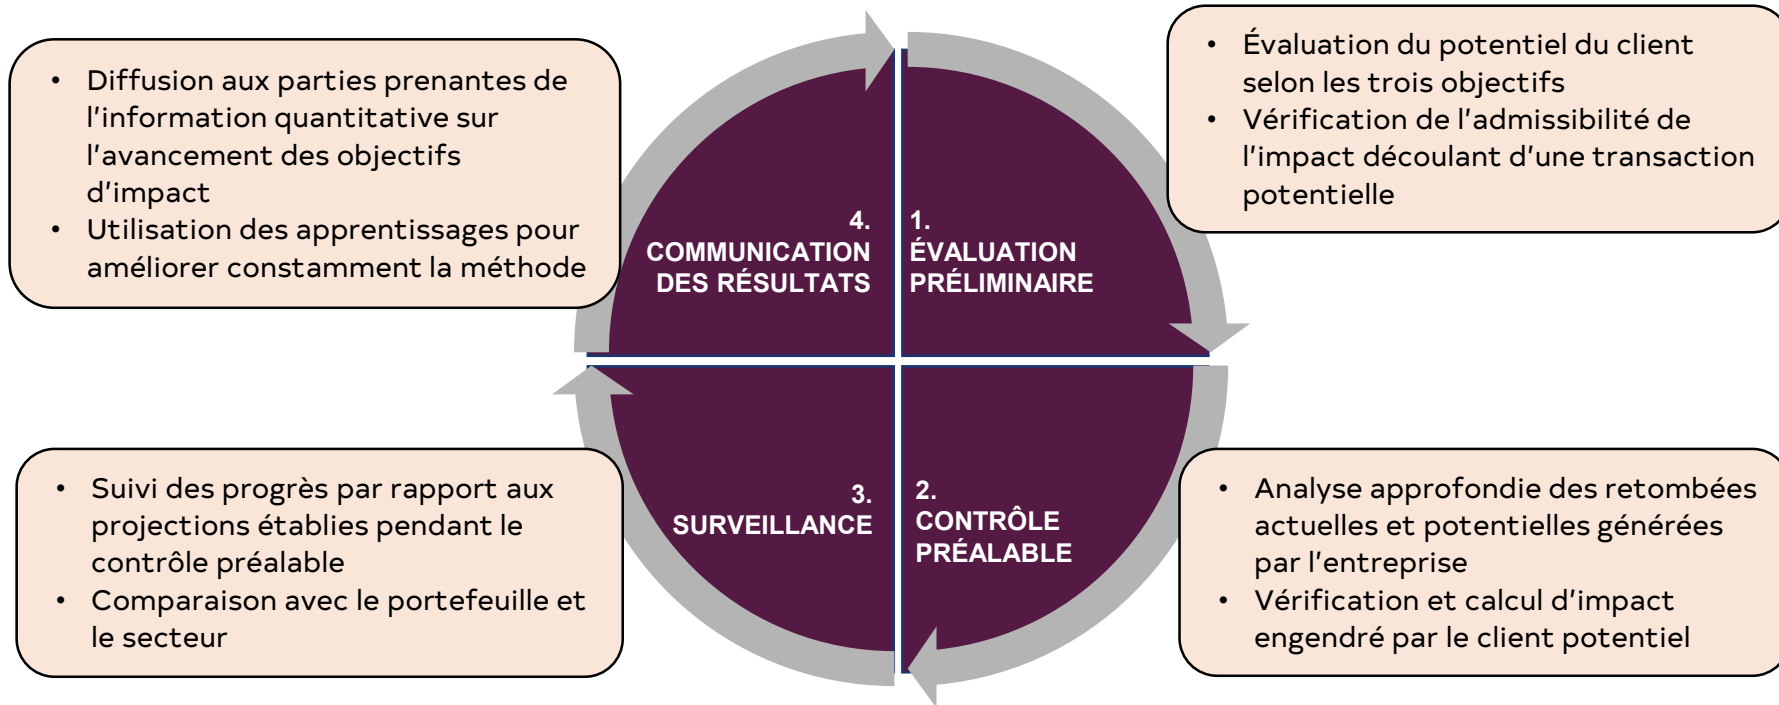 • Diffusion aux parties prenantes de
l'information quantitative sur
l'avancement des objectifs
d'impact
• Utilisation des apprentissages pour
améliorer constamment la méthode
• Évaluation du potentiel du client
selon les trois objectifs
• Vérification de l'admissibilité de
l'impact découlant d'une transaction
potentielle
4.
COMMUNICATION
DES RÉSULTATS
1.
ÉVALUATION
PRÉLIMINAIRE
3.
SURVEILLANCE
2.
CONTRÔLE
PRÉALABLE
• Suivi des progrès par rapport aux
projections établies pendant le
contrôle préalable
• Comparaison avec le portefeuille et
le secteur
• Analyse approfondie des retombées
actuelles et potentielles générées
par l'entreprise
• Vérification et calcul d'impact
engendré par le client potentiel